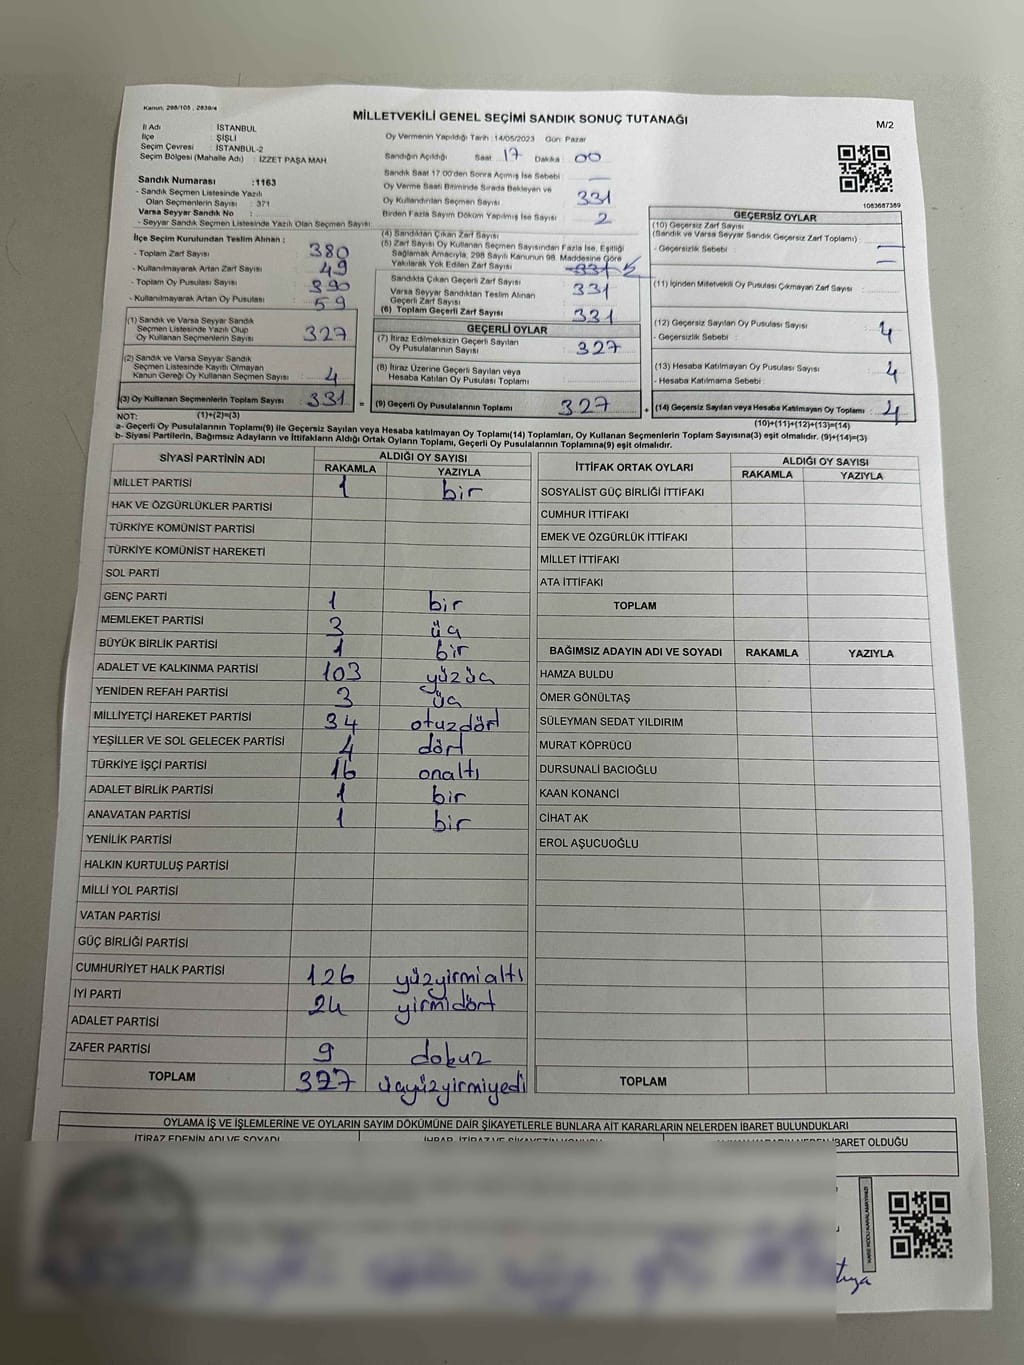 Kanun, 298/105 , 2839/4
MİLLETVEKİLİ GENEL SEÇİMİ SANDIK SONUÇ TUTANAĞI
M/2
İl Adı : İSTANBUL
İlçe : ŞİŞLİ
Seçim Çevresi : İSTANBUL-2
Seçim Bölgesi (Mahalle Adı) : İZZET PAŞA MAH
Oy Vermenin Yapıldığı Tarih : 14/05/2023 Gün: Pazar
Sandığın Açıldığı Saat 17 Dakika 00
Sandık Saat 17.00'den Sonra Açılmış İse Sebebi —
Oy Verme Saati Bitiminde Sırada Bekleyen ve
Oy Kullandırılan Seçmen Sayısı 331
Birden Fazla Sayım Döküm Yapılmış İse Sayısı 2
1083687389
Sandık Numarası :1163
- Sandık Seçmen Listesinde Yazılı
Olan Seçmenlerin Sayısı : 371
Varsa Seyyar Sandık No :
- Seyyar Sandık Seçmen Listesinde Yazılı Olan Seçmen Sayısı :
İlçe Seçim Kurulundan Teslim Alınan ;
- Toplam Zarf Sayısı : 380
- Kullanılmayarak Artan Zarf Sayısı : 49
- Toplam Oy Pusulası Sayısı : 390
- Kullanılmayarak Artan Oy Pusulası : 59
(1) Sandık ve Varsa Seyyar Sandık
Seçmen Listesinde Yazılı Olup
Oy Kullanan Seçmenlerin Sayısı : 327
(2) Sandık ve Varsa Seyyar Sandık
Seçmen Listesinde Kayıtlı Olmayan
Kanun Gereği Oy Kullanan Seçmen Sayısı : 4
(3) Oy Kullanan Seçmenlerin Toplam Sayısı : 331 =
(4) Sandıktan Çıkan Zarf Sayısı
(5) Zarf Sayısı Oy Kullanan Seçmen Sayısından Fazla İse, Eşitliği
Sağlamak Amacıyla, 298 Sayılı Kanunun 98. Maddesine Göre
Yakılarak Yok Edilen Zarf Sayısı 331
Sandıkta Çıkan Geçerli Zarf Sayısı : 331
Varsa Seyyar Sandıktan Teslim Alınan
Geçerli Zarf Sayısı :
(6) Toplam Geçerli Zarf Sayısı : 331
GEÇERLİ OYLAR
(7) İtiraz Edilmeksizin Geçerli Sayılan
Oy Pusulalarının Sayısı : 327
(8) İtiraz Üzerine Geçerli Sayılan veya
Hesaba Katılan Oy Pusulası Toplamı :
(9) Geçerli Oy Pusulalarının Toplamı : 327 +
GEÇERSİZ OYLAR
(10) Geçersiz Zarf Sayısı
(Sandık ve Varsa Seyyar Sandık Geçersiz Zarf Toplamı) : —
- Geçersizlik Sebebi : —
(11) İçinden Milletvekili Oy Pusulası Çıkmayan Zarf Sayısı :
(12) Geçersiz Sayılan Oy Pusulası Sayısı : 4
- Geçersizlik Sebebi :
(13) Hesaba Katılmayan Oy Pusulası Sayısı : 4
- Hesaba Katılmama Sebebi :
(14) Geçersiz Sayılan veya Hesaba Katılmayan Oy Toplamı : 4
NOT: (1)+(2)=(3)
(10)+(11)+(12)+(13)=(14)
a- Geçerli Oy Pusulalarının Toplamı(9) ile Geçersiz Sayılan veya Hesaba katılmayan Oy Toplamı(14) Toplamları, Oy Kullanan Seçmenlerin Toplam Sayısına(3) eşit olmalıdır. (9)+(14)=(3)
b- Siyasi Partilerin, Bağımsız Adayların ve İttifakların Aldığı Ortak Oyların Toplamı, Geçerli Oy Pusulalarının Toplamına(9) eşit olmalıdır.
SİYASİ PARTİNİN ADI ALDIĞI OY SAYISI
RAKAMLA YAZIYLA
MİLLET PARTİSİ 1 bir
HAK VE ÖZGÜRLÜKLER PARTİSİ
TÜRKİYE KOMÜNİST PARTİSİ
TÜRKİYE KOMÜNİST HAREKETİ
SOL PARTİ
GENÇ PARTİ 1 bir
MEMLEKET PARTİSİ 3 üç
BÜYÜK BİRLİK PARTİSİ 1 bir
ADALET VE KALKINMA PARTİSİ 103 yüzüç
YENİDEN REFAH PARTİSİ 3 üç
MİLLİYETÇİ HAREKET PARTİSİ 34 otuzdört
YEŞİLLER VE SOL GELECEK PARTİSİ 4 dört
TÜRKİYE İŞÇİ PARTİSİ 16 onaltı
ADALET BİRLİK PARTİSİ 1 bir
ANAVATAN PARTİSİ 1 bir
YENİLİK PARTİSİ
HALKIN KURTULUŞ PARTİSİ
MİLLİ YOL PARTİSİ
VATAN PARTİSİ
GÜÇ BİRLİĞİ PARTİSİ
CUMHURİYET HALK PARTİSİ 126 yüzyirmialtı
İYİ PARTİ 24 yirmidört
ADALET PARTİSİ
ZAFER PARTİSİ 9 dokuz
TOPLAM 327 üçyüzyirmiyedi
İTTİFAK ORTAK OYLARI ALDIĞI OY SAYISI
RAKAMLA YAZIYLA
SOSYALİST GÜÇ BİRLİĞİ İTTİFAKI
CUMHUR İTTİFAKI
EMEK VE ÖZGÜRLÜK İTTİFAKI
MİLLET İTTİFAKI
ATA İTTİFAKI
TOPLAM
BAĞIMSIZ ADAYIN ADI VE SOYADI RAKAMLA YAZIYLA
HAMZA BULDU
ÖMER GÖNÜLTAŞ
SÜLEYMAN SEDAT YILDIRIM
MURAT KÖPRÜCÜ
DURSUNALİ BACIOĞLU
KAAN KONANCİ
CİHAT AK
EROL AŞUCUOĞLU
TOPLAM
OYLAMA İŞ VE İŞLEMLERİNE VE OYLARIN SAYIM DÖKÜMÜNE DAİR ŞİKAYETLERLE BUNLARA AİT KARARLARIN NELERDEN İBARET BULUNDUKLARI
İTİRAZ EDENİN ADI VE SOYADI İHBAR, İTİRAZ VE ŞİKAYETİN KONUSU İBARET OLDUĞU